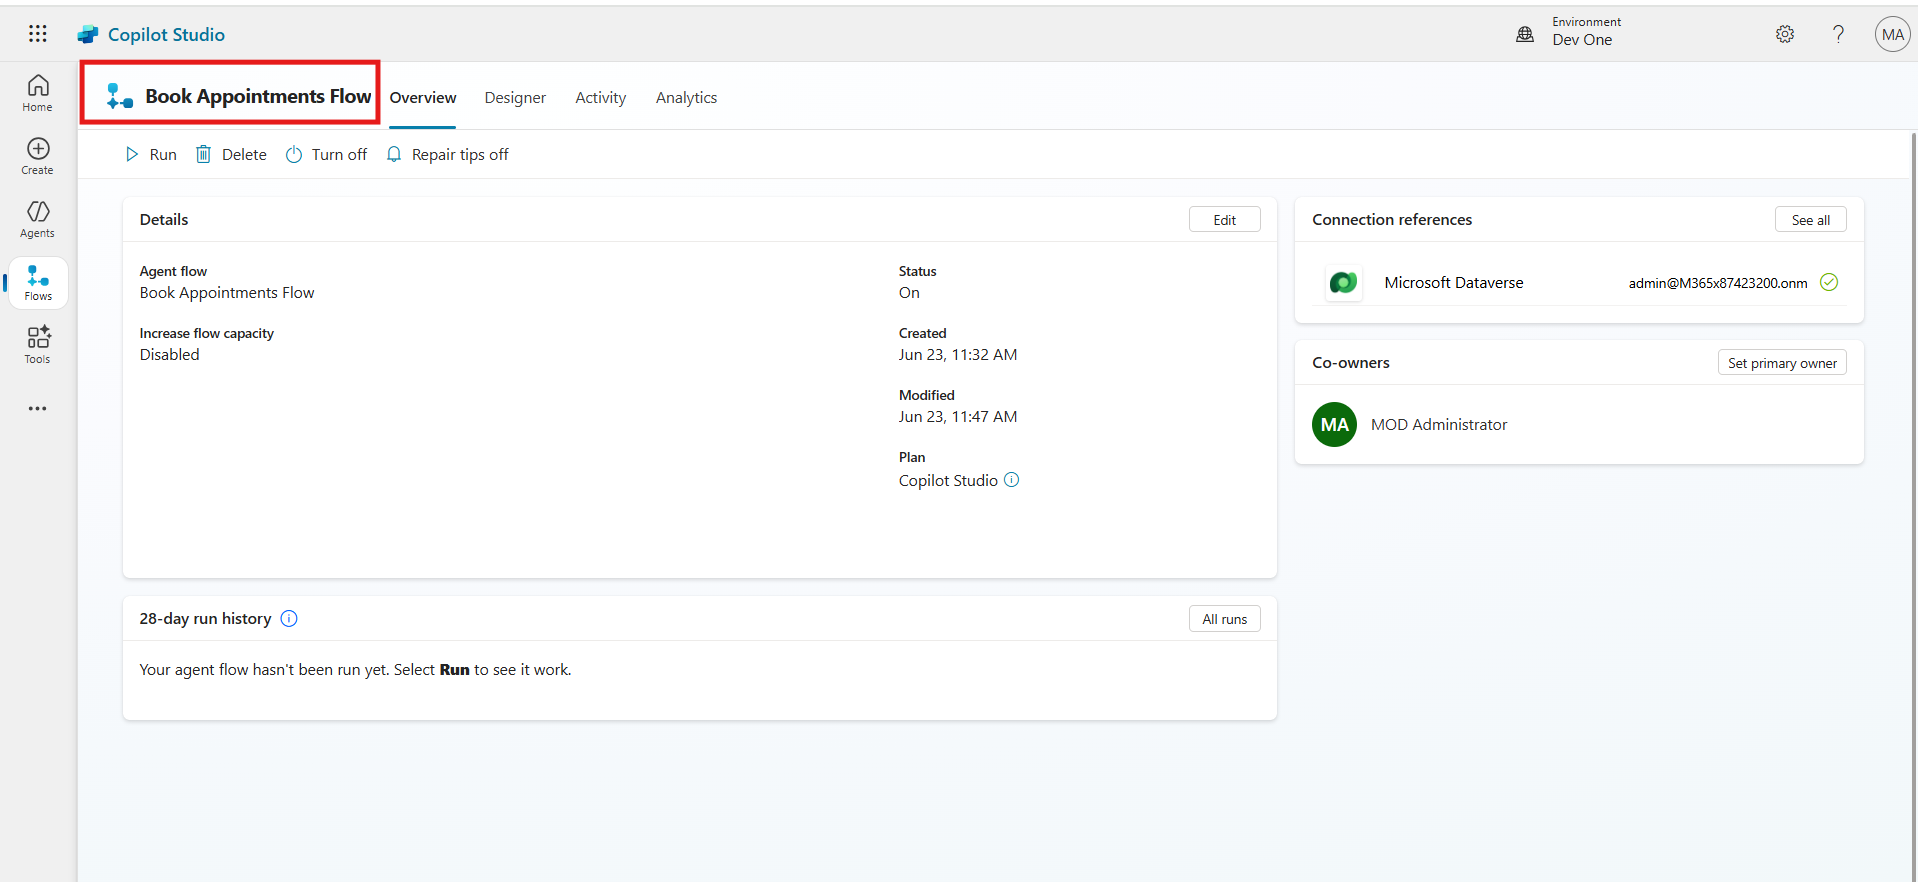 Copilot Studio
Environment
Dev One
MA
Home
Create
Agents
Flows
Tools
Book Appointments Flow
Overview
Designer
Activity
Analytics
Run
Delete
Turn off
Repair tips off
Details
Edit
Agent flow
Book Appointments Flow
Increase flow capacity
Disabled
Status
On
Created
Jun 23, 11:32 AM
Modified
Jun 23, 11:47 AM
Plan
Copilot Studio
28-day run history
All runs
Your agent flow hasn't been run yet. Select Run to see it work.
Connection references
See all
Microsoft Dataverse
admin@M365x87423200.onm
Co-owners
Set primary owner
MA
MOD Administrator